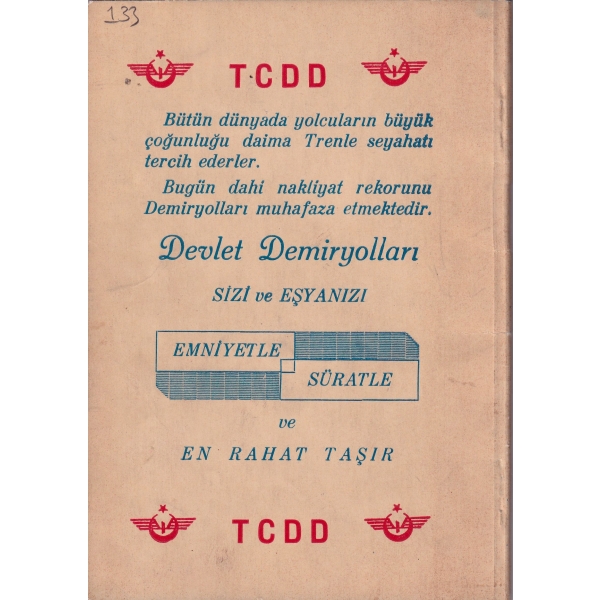 133
TCDD
Bütün dünyada yolcuların büyük
çoğunluğu daima Trenle seyahatı
tercih ederler.
Bugün dahi nakliyat rekorunu
Demiryolları muhafaza etmektedir.
Devlet Demiryolları
SİZİ ve EŞYANIZI
EMNİYETLE
SÜRATLE
ve
EN RAHAT TAŞIR
TCDD